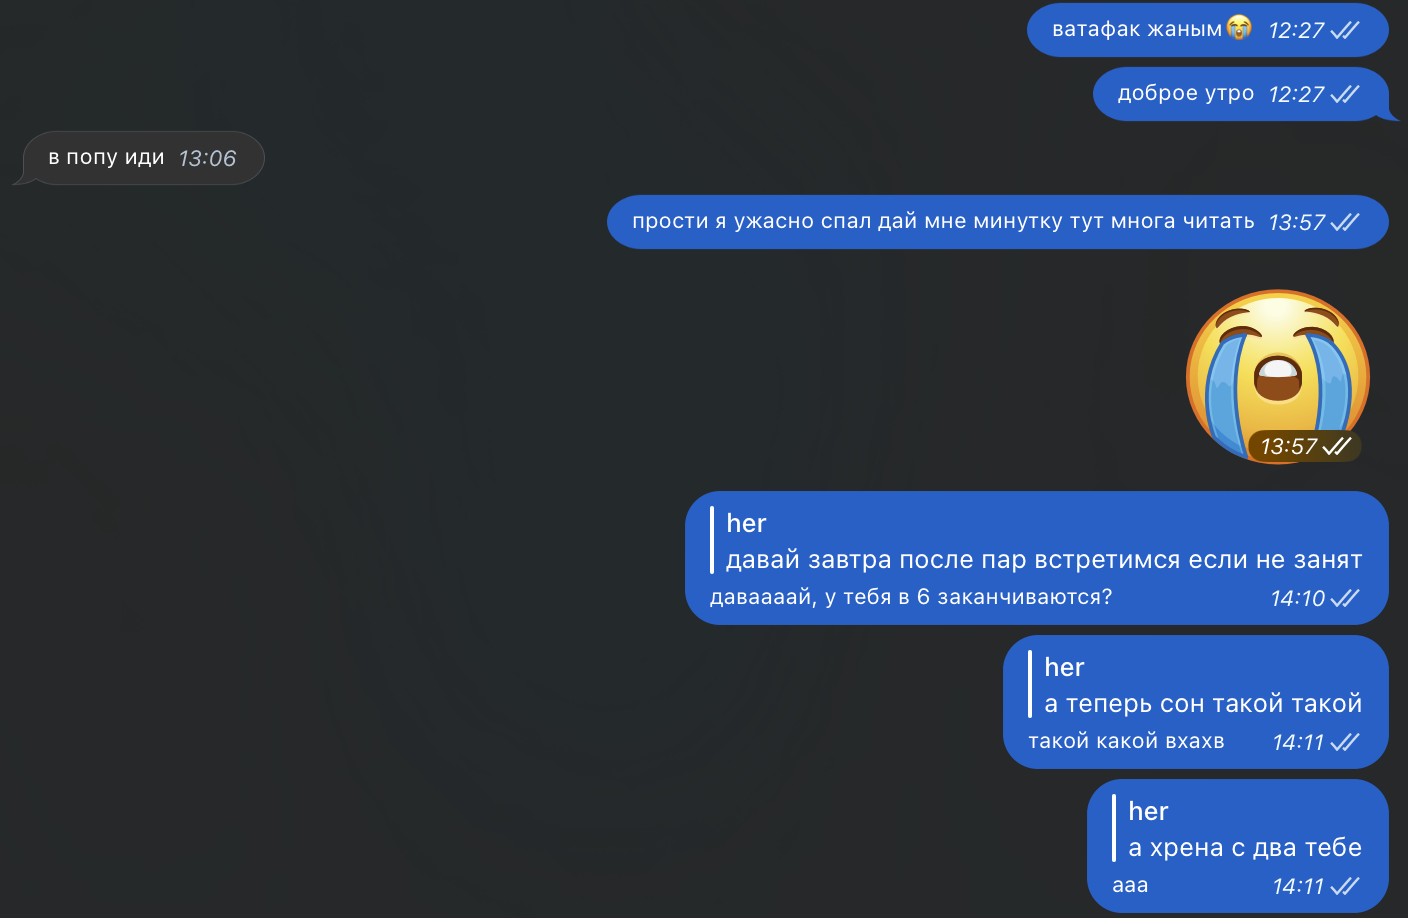 ватафак жаным😭 12:27
доброе утро 12:27
в попу иди 13:06
прости я ужасно спал дай мне минутку тут многа читать 13:57
13:57
her
давай завтра после пар встретимся если не занят
даваааай, у тебя в 6 заканчиваются? 14:10
her
а теперь сон такой такой
такой какой вхахв 14:11
her
а хрена с два тебе
ааа 14:11